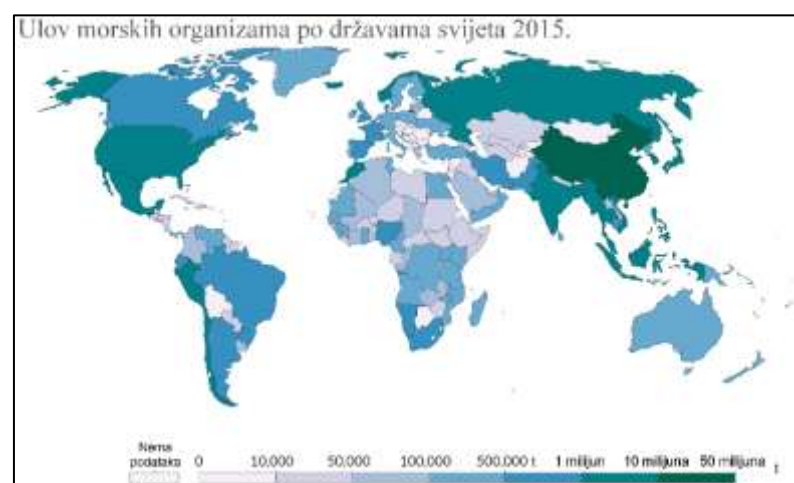 Ulov morskih organizama po državama svijeta 2015.
Nema
podataka 0 10,000 50,000 100,000 500,000 t 1 milijun 10 milijuna 50 milijuna t